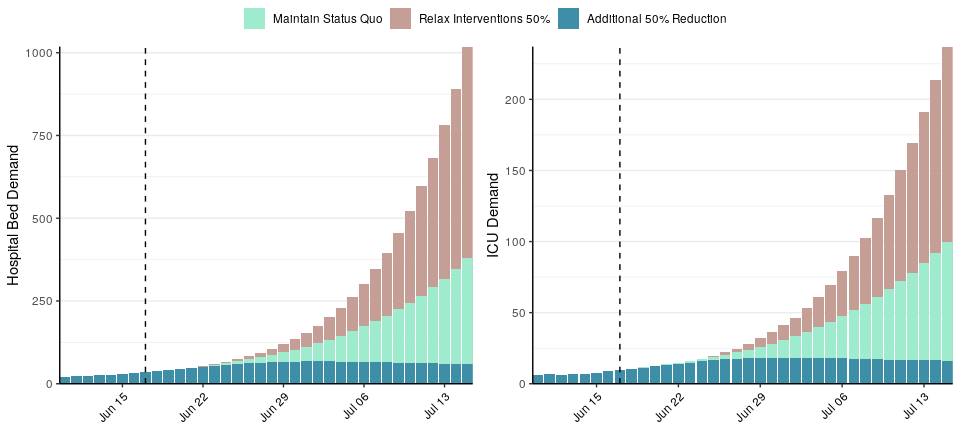 Maintain Status Quo Relax Interventions 50% Additional 50% Reduction
Hospital Bed Demand
1000
750
500
250
0
Jun 15 Jun 22 Jun 29 Jul 06 Jul 13
ICU Demand
200
150
100
50
0
Jun 15 Jun 22 Jun 29 Jul 06 Jul 13